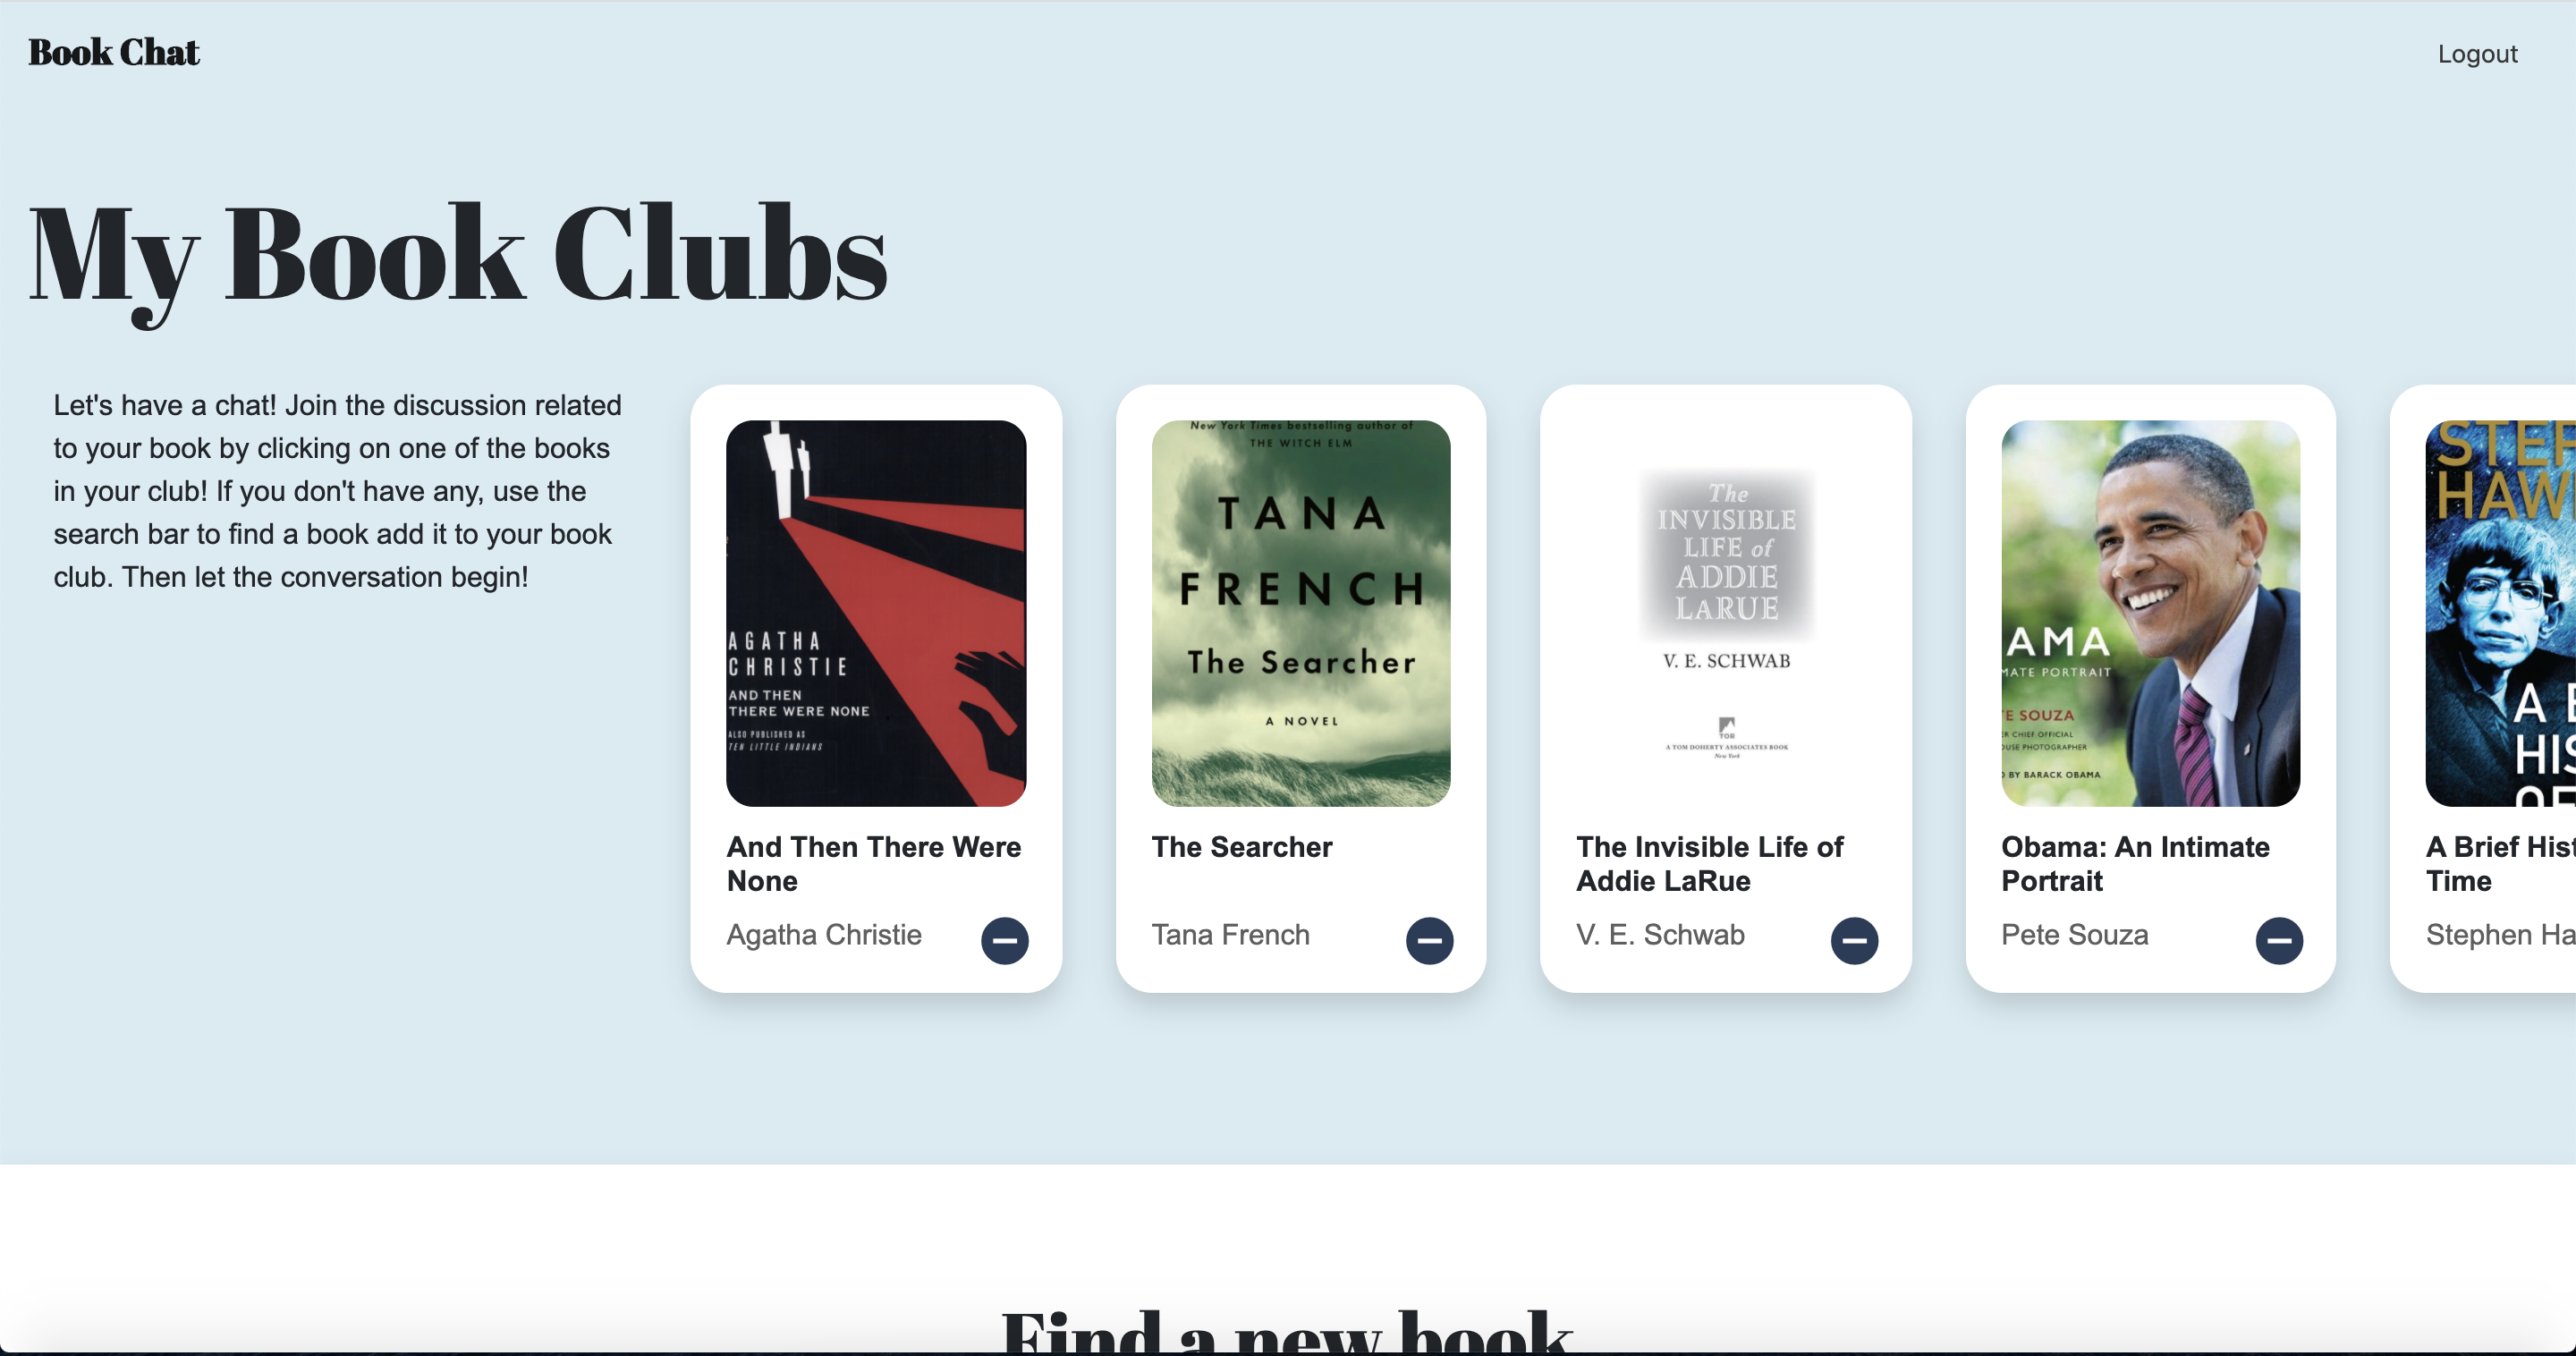 Book Chat
Logout
My Book Clubs
Let's have a chat! Join the discussion related
to your book by clicking on one of the books
in your club! If you don't have any, use the
search bar to find a book add it to your book
club. Then let the conversation begin!
AGATHA
CHRISTIE
AND THEN
THERE WERE NONE
ALSO PUBLISHED AS
TEN LITTLE INDIANS
And Then There Were
None
Agatha Christie
New York Times bestselling author of
THE WITCH ELM
TANA
FRENCH
The Searcher
A NOVEL
The Searcher
Tana French
The
INVISIBLE
LIFE of
ADDIE
LARUE
V. E. SCHWAB
TOR
A TOM DOHERTY ASSOCIATES BOOK
New York
The Invisible Life of
Addie LaRue
V. E. Schwab
AMA
MATE PORTRAIT
E SOUZA
ER CHIEF OFFICIAL
OUSE PHOTOGRAPHER
D BY BARACK OBAMA
Obama: An Intimate
Portrait
Pete Souza
STEP
HAW
A B
HIS
OF
A Brief Hist
Time
Stephen Ha
Find a new book